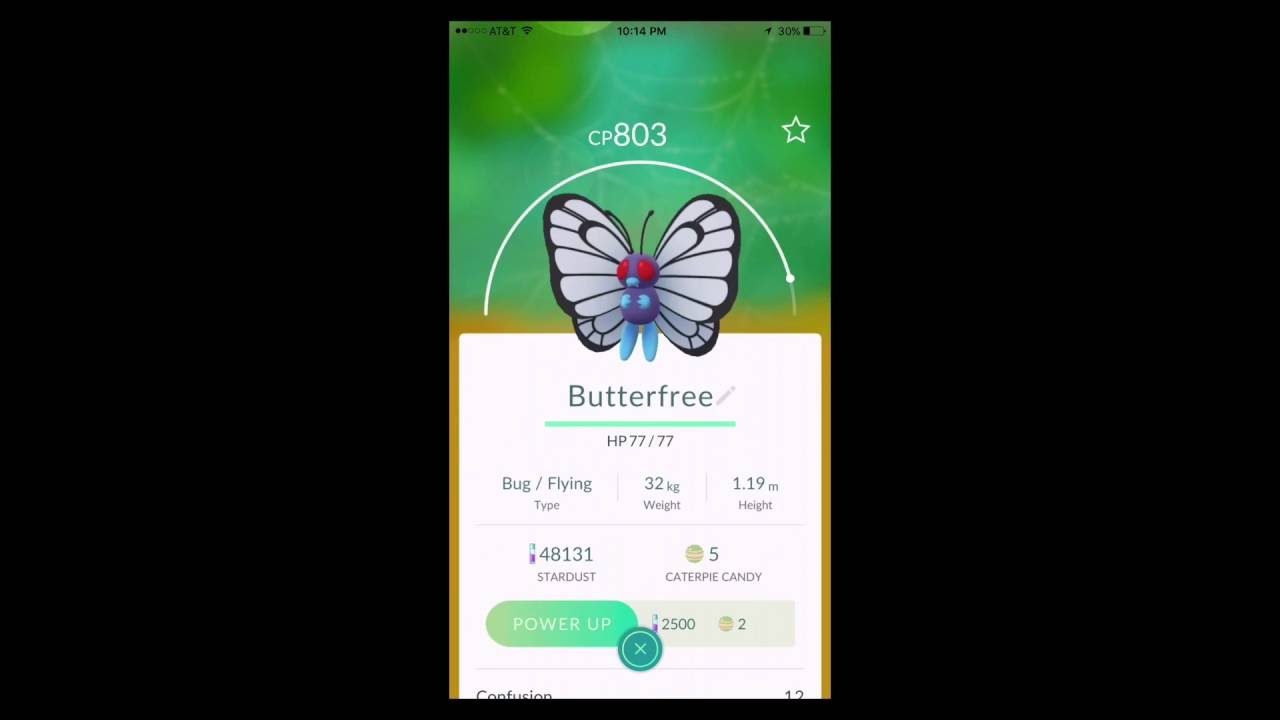 AT&T 10:14 PM 30%
CP803
Butterfree
HP 77 / 77
Bug / Flying 32 kg 1.19 m
Type Weight Height
48131 5
STARDUST CATERPIE CANDY
POWER UP 2500 2
Confusion 12